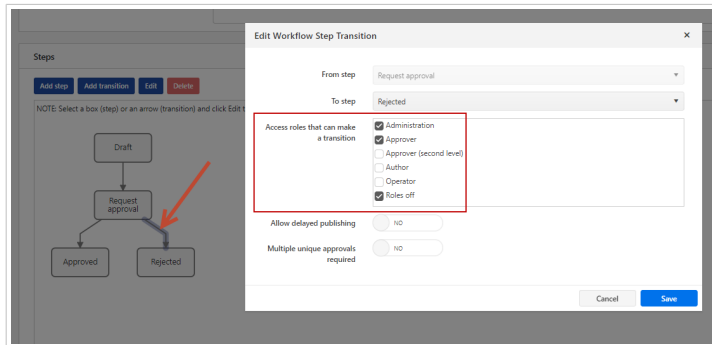 Steps
Add step
Add transition
Edit
Delete
NOTE: Select a box (step) or an arrow (transition) and click Edit t
Draft
Request
approval
Approved
Rejected
Edit Workflow Step Transition
×
From step
Request approval
To step
Rejected
Access roles that can make
a transition
Administration
Approver
Approver (second level)
Author
Operator
Roles off
Allow delayed publishing
NO
Multiple unique approvals
required
NO
Cancel
Save